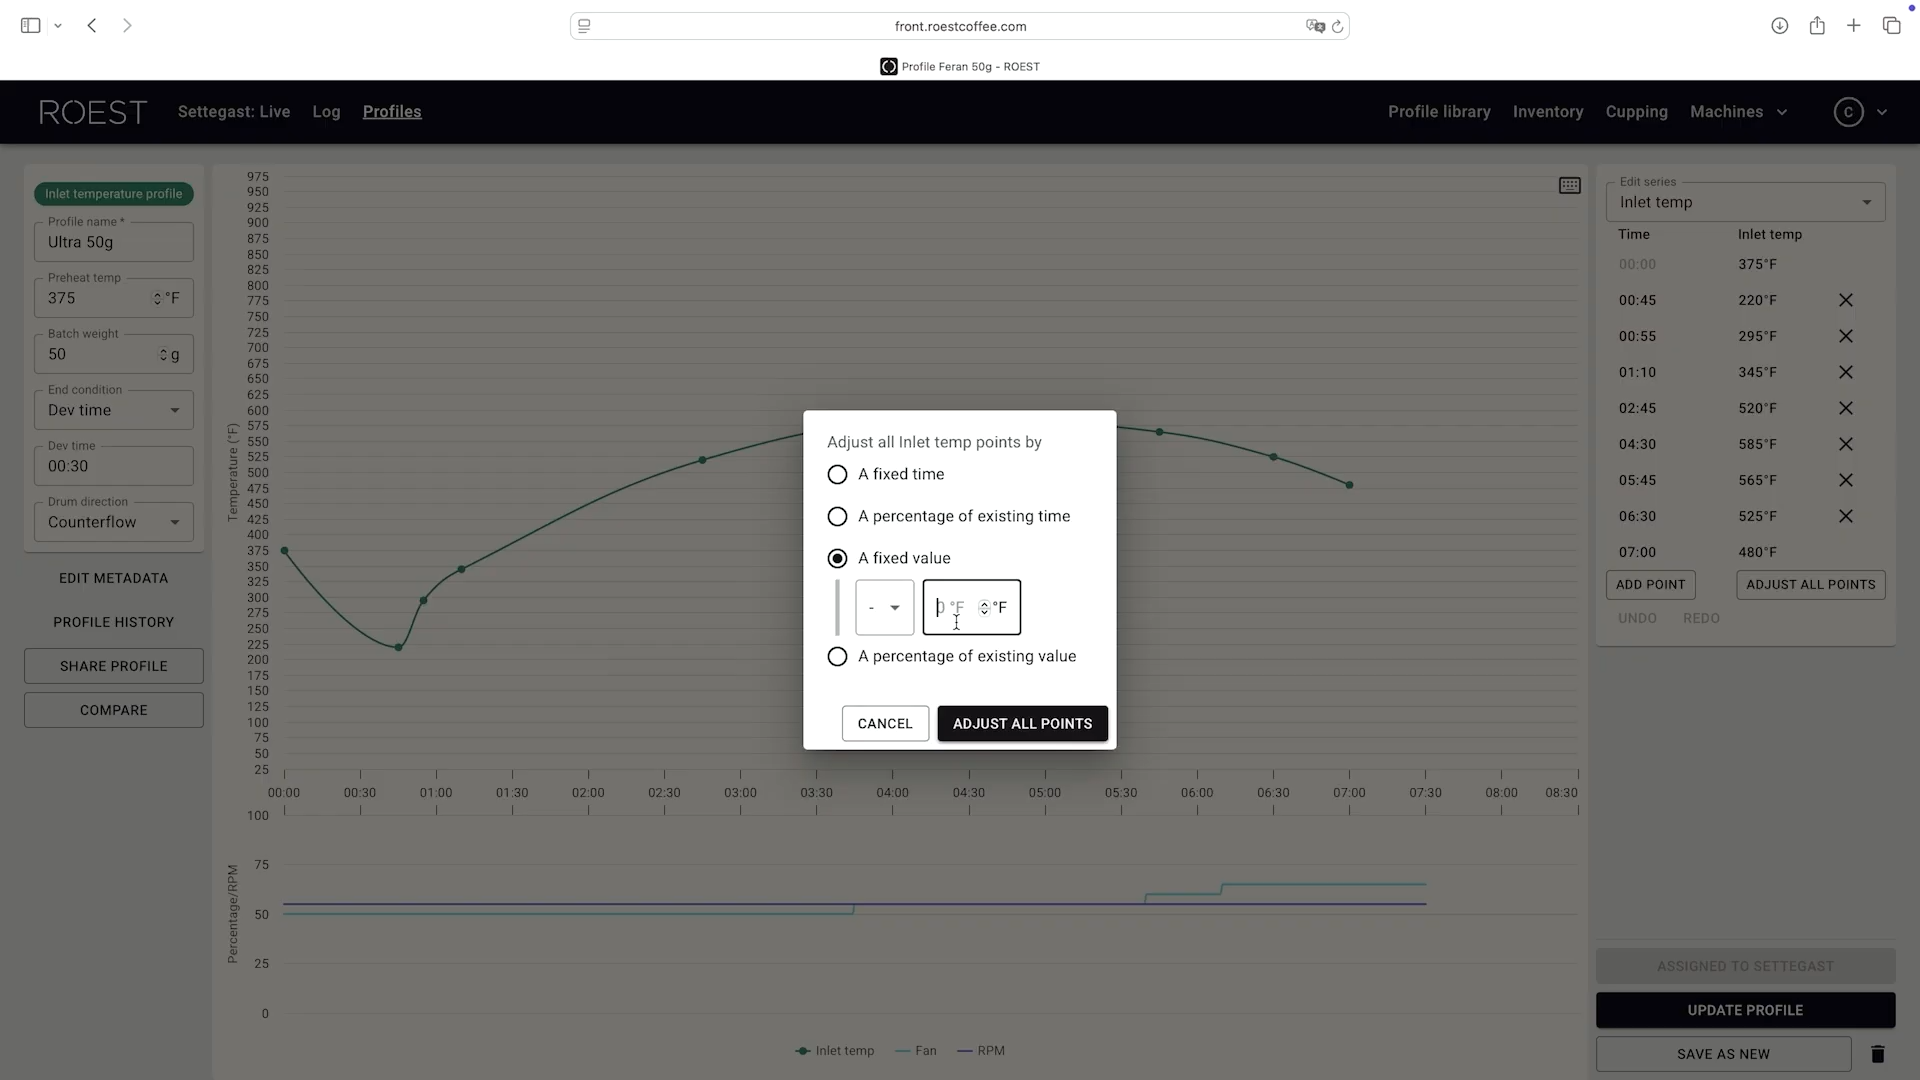 front.roestcoffee.com
Profile Feran 50g - ROEST
ROEST
Settegast: Live
Log
Profiles
Profile library
Inventory
Cupping
Machines
C
Inlet temperature profile
Profile name *
Ultra 50g
Preheat temp
375
°F
Batch weight
50
g
End condition
Dev time
Dev time
00:30
Drum direction
Counterflow
EDIT METADATA
PROFILE HISTORY
SHARE PROFILE
COMPARE
Temperature (°F)
975
950
925
900
875
850
825
800
775
750
725
700
675
650
625
600
575
550
525
500
475
450
425
400
375
350
325
300
275
250
225
200
175
150
125
100
75
50
25
00:00
00:30
01:00
01:30
02:00
02:30
03:00
03:30
04:00
04:30
05:00
05:30
06:00
06:30
07:00
07:30
08:00
08:30
Percentage/RPM
100
75
50
25
0
Inlet temp
Fan
RPM
Adjust all Inlet temp points by
A fixed time
A percentage of existing time
A fixed value
-
0 °F
°F
A percentage of existing value
CANCEL
ADJUST ALL POINTS
Edit series
Inlet temp
Time Inlet temp
00:00 375°F
00:45 220°F
00:55 295°F
01:10 345°F
02:45 520°F
04:30 585°F
05:45 565°F
06:30 525°F
07:00 480°F
ADD POINT
ADJUST ALL POINTS
UNDO
REDO
ASSIGNED TO SETTEGAST
UPDATE PROFILE
SAVE AS NEW